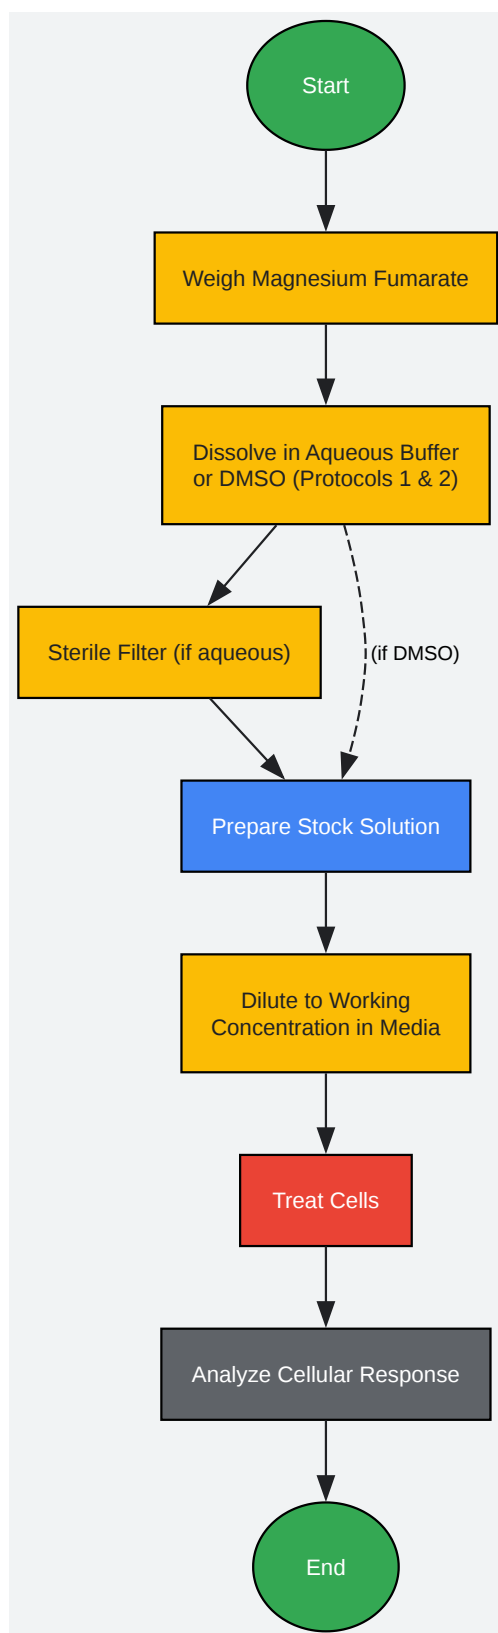 Start
Weigh Magnesium Fumarate
Dissolve in Aqueous Buffer
or DMSO (Protocols 1 & 2)
Sterile Filter (if aqueous)
(if DMSO)
Prepare Stock Solution
Dilute to Working
Concentration in Media
Treat Cells
Analyze Cellular Response
End